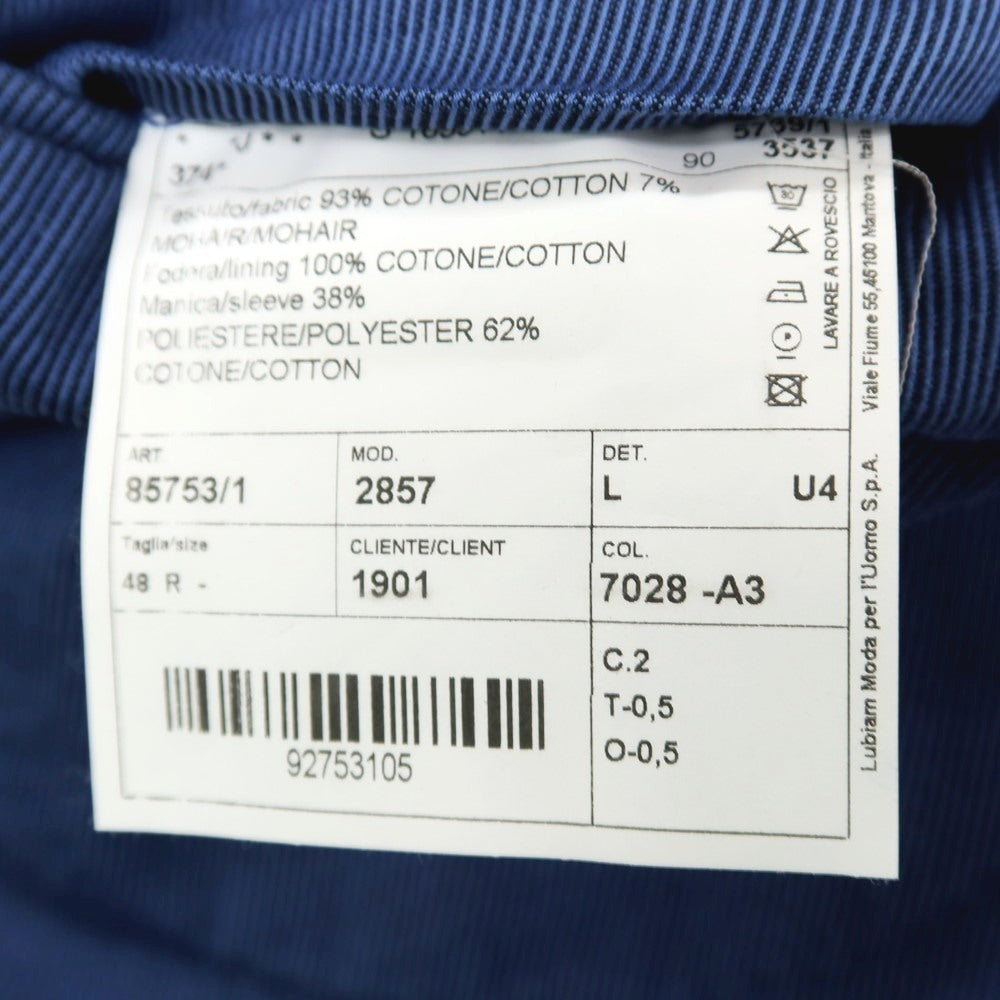 5739/1
90 3537
374*
Tessuto/fabric 93% COTONE/COTTON 7%
MOHAIR/MOHAIR
Fodera/lining 100% COTONE/COTTON
Manica/sleeve 38%
POLIESTERE/POLYESTER 62%
COTONE/COTTON
LAVARE A ROVESCIO
ART. MOD. DET.
85753/1 2857 L U4
Taglia/size CLIENTE/CLIENT COL.
48 R - 1901 7028 -A3
C.2
T-0,5
O-0,5
92753105
Lubiam Moda per l'Uomo S.p.A. Viale Fiume 55,46100 Mantova - Italia